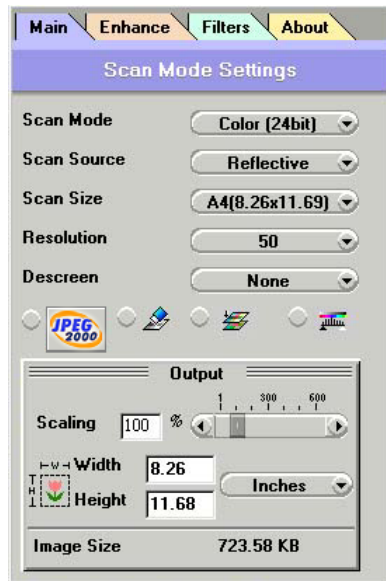 Main Enhance Filters About
Scan Mode Settings
Scan Mode Color (24bit)
Scan Source Reflective
Scan Size A4(8.26x11.69)
Resolution 50
Descreen None
JPEG
2000
Output
1 300 600
Scaling 100 %
W Width 8.26
H Height 11.68
Inches
Image Size 723.58 KB